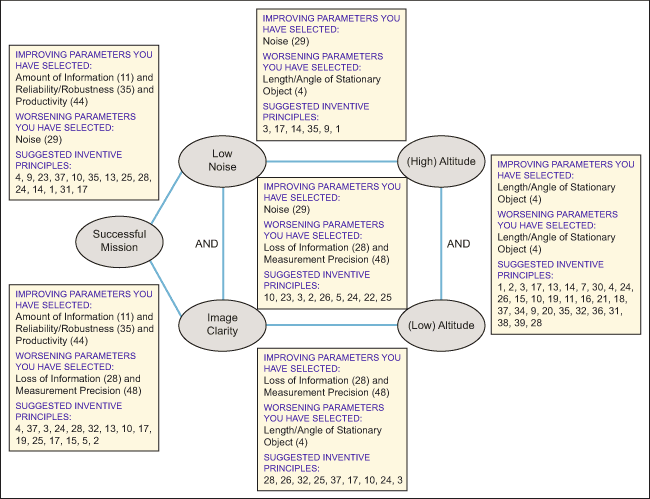 IMPROVING PARAMETERS YOU
HAVE SELECTED:
Noise (29)
WORSENING PARAMETERS
YOU HAVE SELECTED:
Length/Angle of Stationary
Object (4)
SUGGESTED INVENTIVE
PRINCIPLES:
3, 17, 14, 35, 9, 1
IMPROVING PARAMETERS YOU
HAVE SELECTED:
Amount of Information (11) and
Reliability/Robustness (35) and
Productivity (44)
WORSENING PARAMETERS
YOU HAVE SELECTED:
Noise (29)
SUGGESTED INVENTIVE
PRINCIPLES:
4, 9, 23, 37, 10, 35, 13, 25, 28,
24, 14, 1, 31, 17
Low
Noise
(High) Altitude
IMPROVING PARAMETERS YOU
HAVE SELECTED:
Length/Angle of Stationary
Object (4)
WORSENING PARAMETERS
YOU HAVE SELECTED:
Length/Angle of Stationary
Object (4)
SUGGESTED INVENTIVE
PRINCIPLES:
1, 2, 3, 17, 13, 14, 7, 30, 4, 24,
26, 15, 10, 19, 11, 16, 21, 18,
37, 34, 9, 20, 35, 32, 36, 31,
38, 39, 28
IMPROVING PARAMETERS YOU
HAVE SELECTED:
Noise (29)
WORSENING PARAMETERS
YOU HAVE SELECTED:
Loss of Information (28) and
Measurement Precision (48)
SUGGESTED INVENTIVE
PRINCIPLES:
10, 23, 3, 2, 26, 5, 24, 22, 25
Successful
Mission
AND
AND
IMPROVING PARAMETERS YOU
HAVE SELECTED:
Amount of Information (11) and
Reliability/Robustness (35) and
Productivity (44)
WORSENING PARAMETERS
YOU HAVE SELECTED:
Loss of Information (28) and
Measurement Precision (48)
SUGGESTED INVENTIVE
PRINCIPLES:
4, 37, 3, 24, 28, 32, 13, 10, 17,
19, 25, 17, 15, 5, 2
Image
Clarity
(Low) Altitude
IMPROVING PARAMETERS YOU
HAVE SELECTED:
Loss of Information (28) and
Measurement Precision (48)
WORSENING PARAMETERS
YOU HAVE SELECTED:
Length/Angle of Stationary
Object (4)
SUGGESTED INVENTIVE
PRINCIPLES:
28, 26, 32, 25, 37, 17, 10, 24, 3